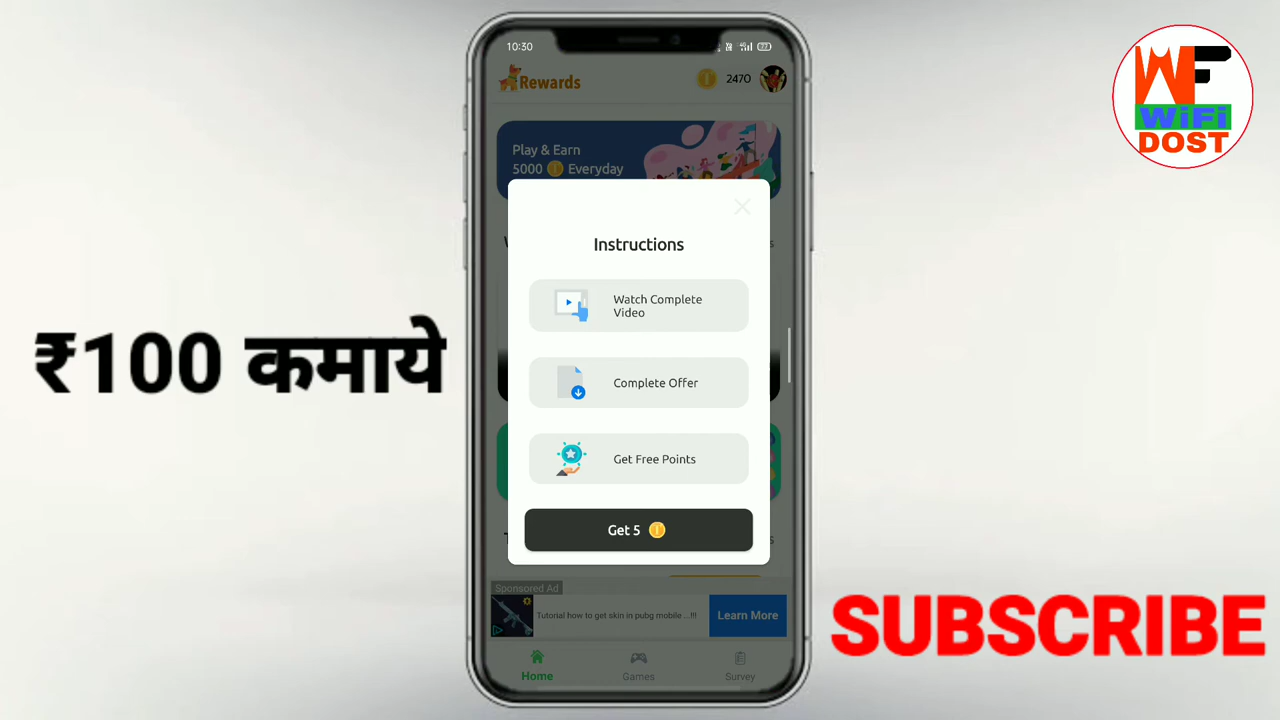 10:30
Rewards
2470
WF
WiFi
DOST
Play & Earn
5000 Everyday
Instructions
Watch Complete
Video
₹100 कमाये
Complete Offer
Get Free Points
Get 5
Sponsored Ad
Tutorial how to get skin in pubg mobile ...!!!
Learn More
SUBSCRIBE
Home
Games
Survey